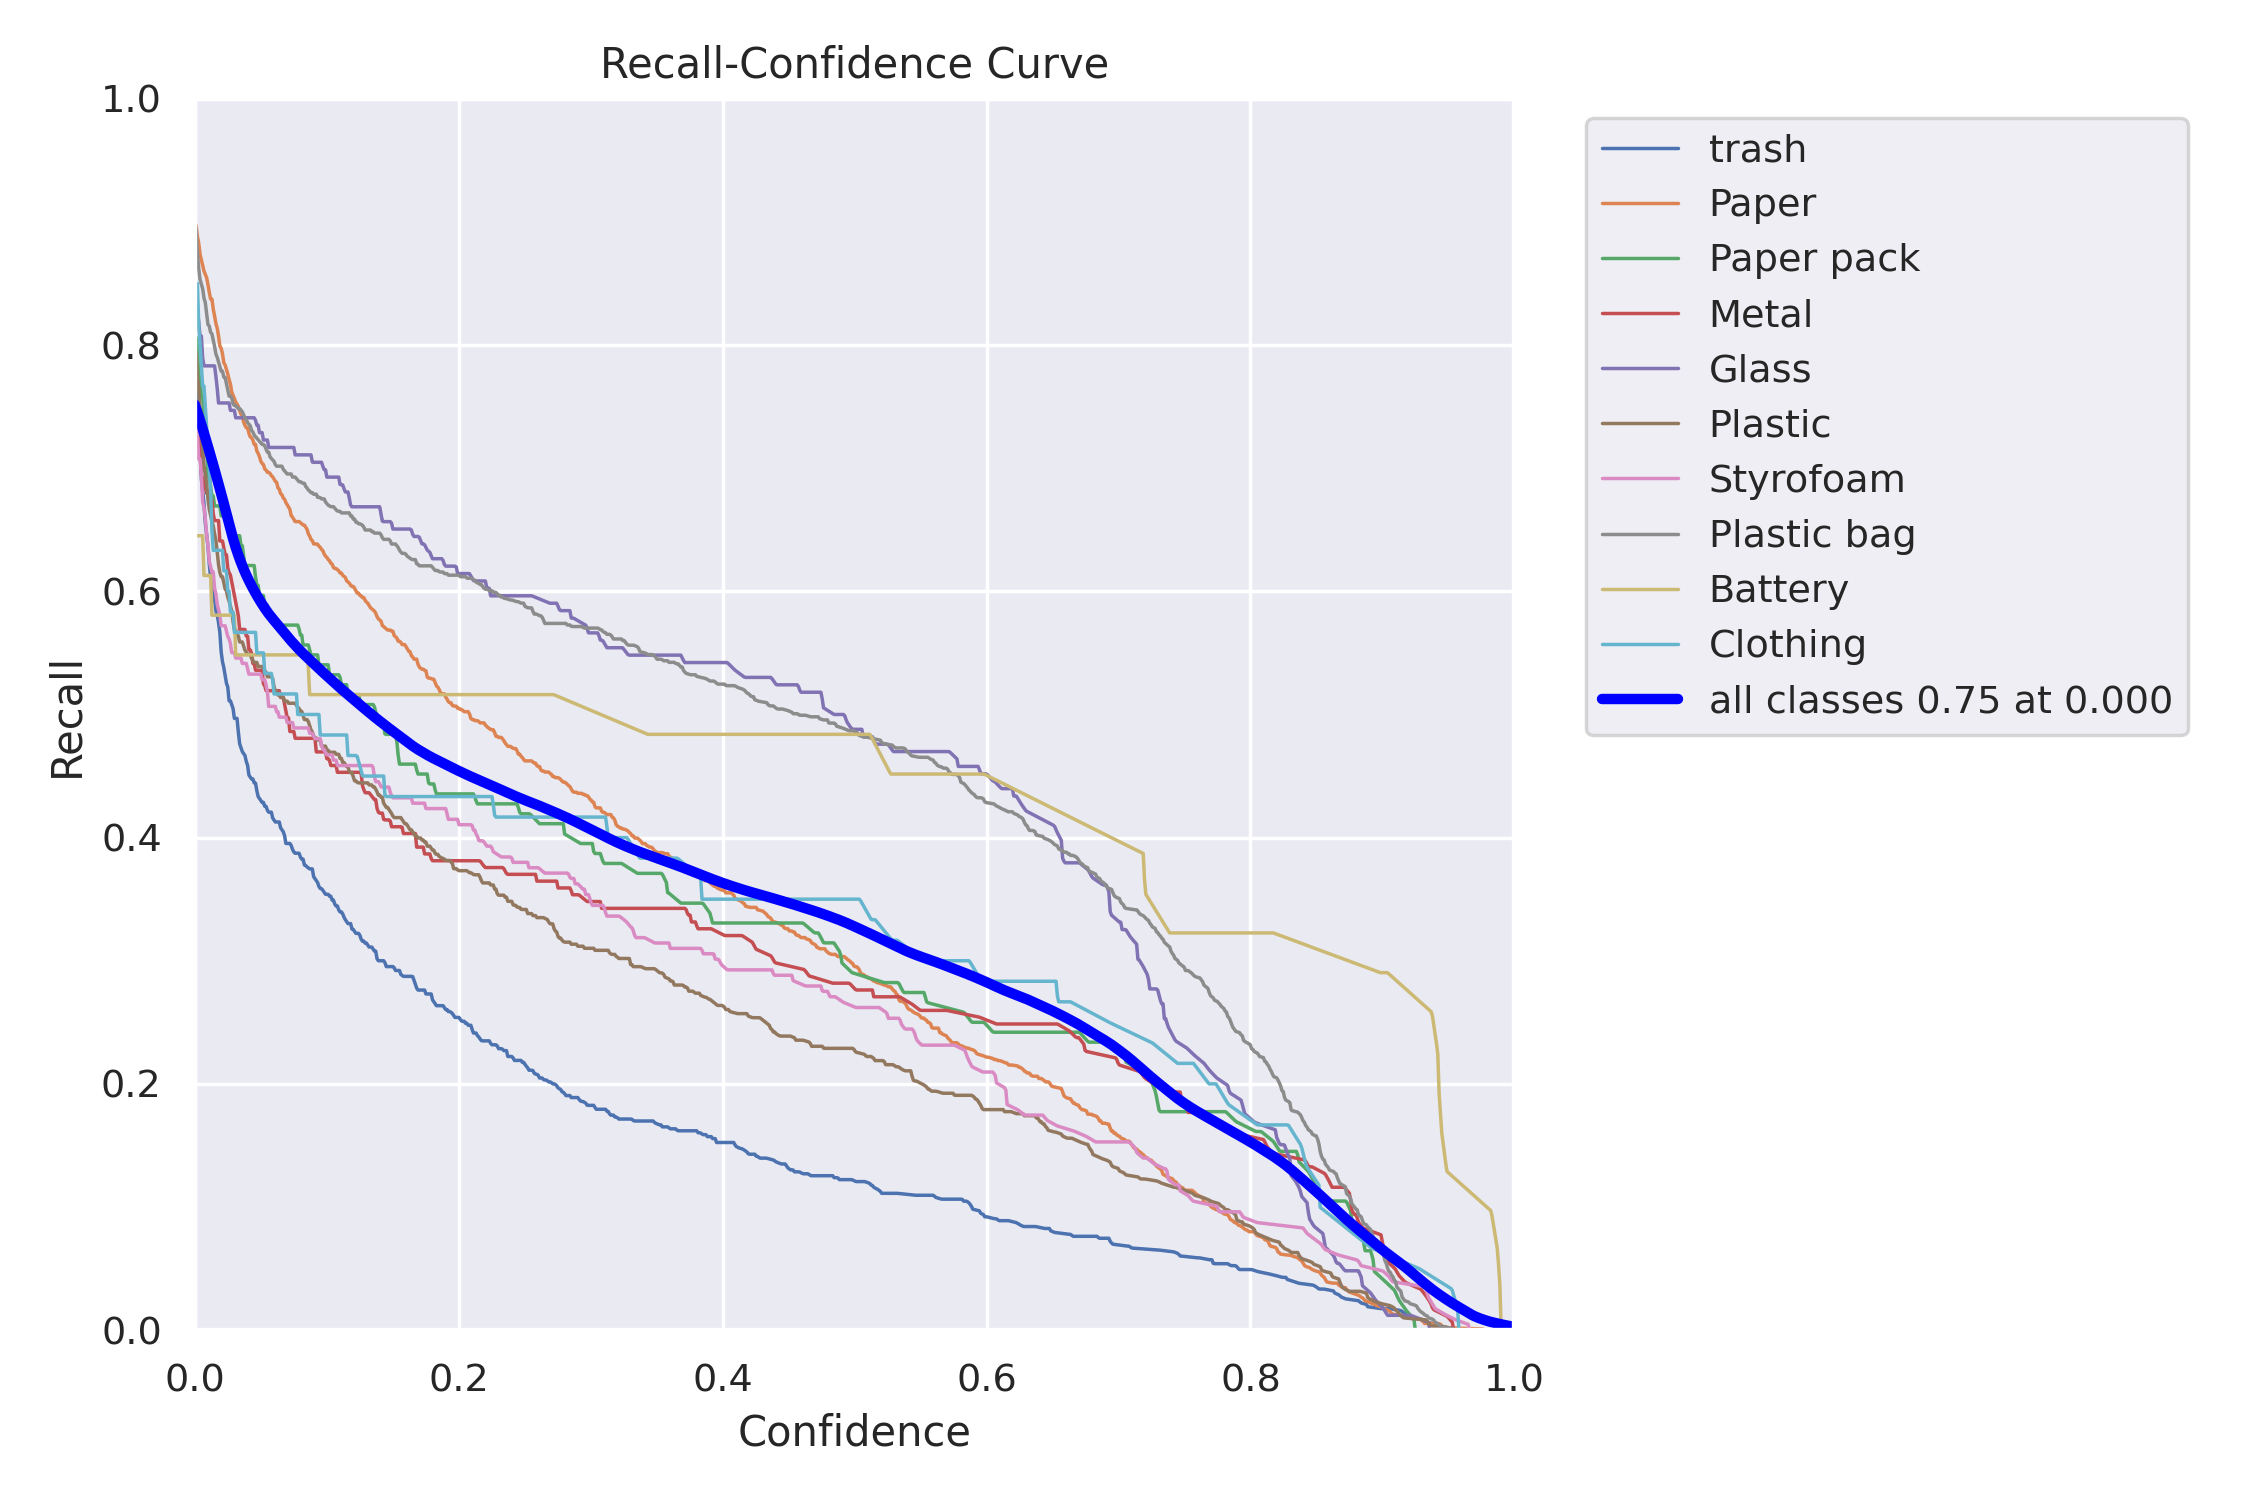 Recall-Confidence Curve
1.0
0.8
0.6
0.4
0.2
0.0
Recall
0.0 0.2 0.4 0.6 0.8 1.0
Confidence
trash
Paper
Paper pack
Metal
Glass
Plastic
Styrofoam
Plastic bag
Battery
Clothing
all classes 0.75 at 0.000